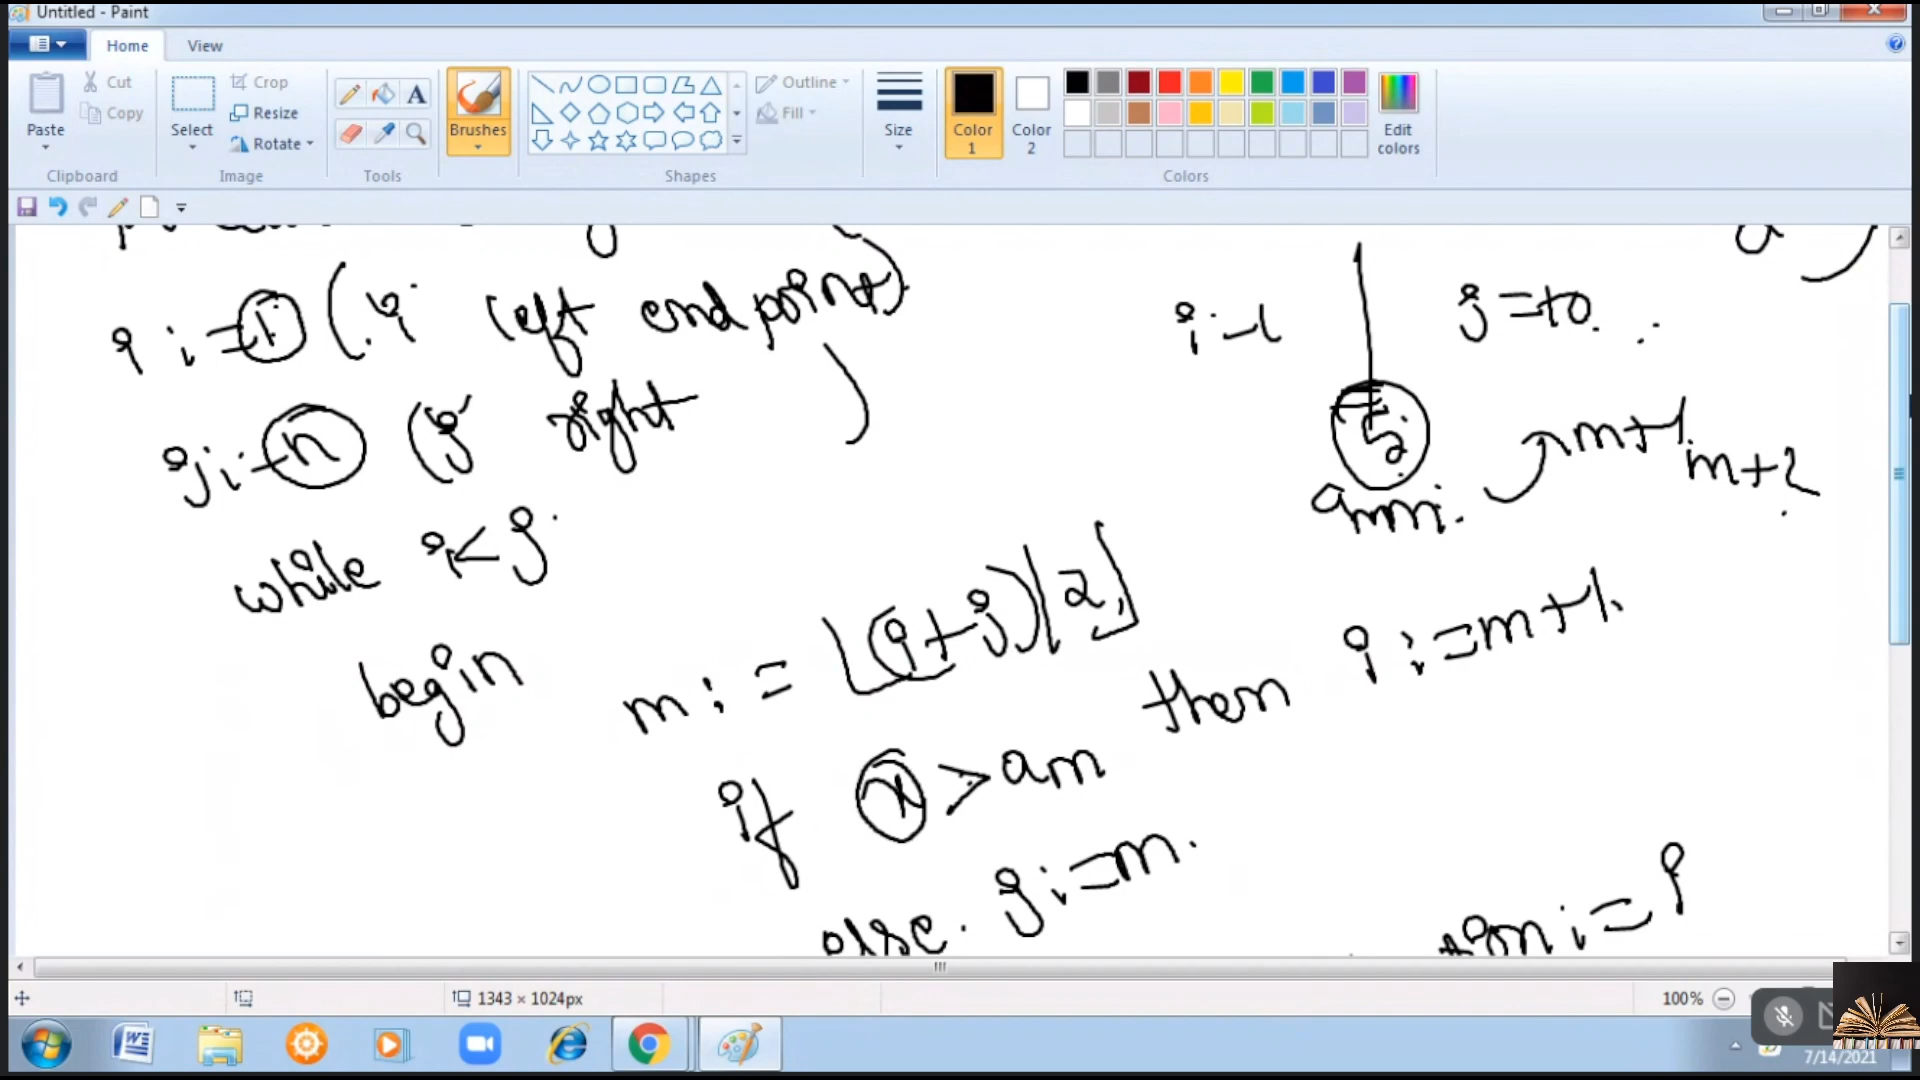 Untitled - Paint
Home View
Paste
Cut
Copy
Clipboard
Select
Crop
Resize
Rotate
Image
Tools
Brushes
Shapes
Outline
Fill
Size
Color 1
Color 2
Edit colors
Colors
i := 1 (i left end point)
j := n (j right )
while i < j
begin m := ⌊(i+j)/2⌋
if x > am then i := m+1
else j := m
i = 1 j = 10
5
am m+1 m+2
1343 × 1024px
100%
7/14/2021